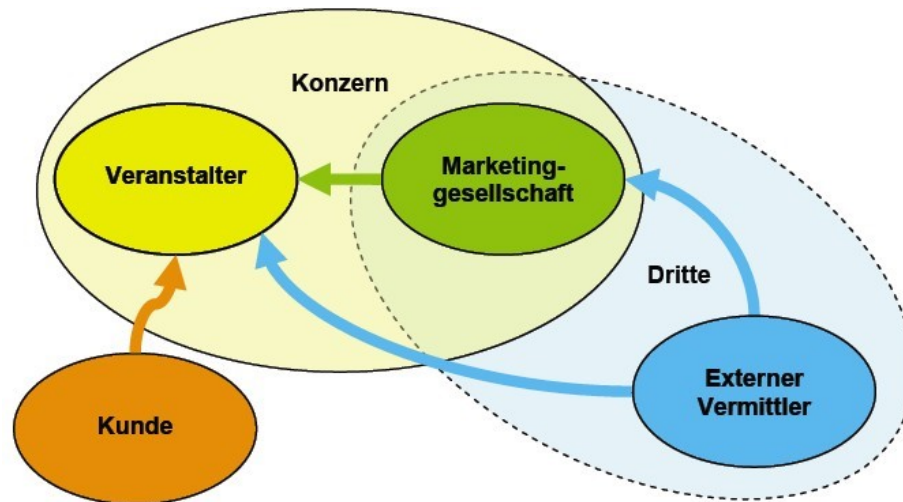 Konzern
Veranstalter
Marketing-
gesellschaft
Dritte
Externer
Vermittler
Kunde